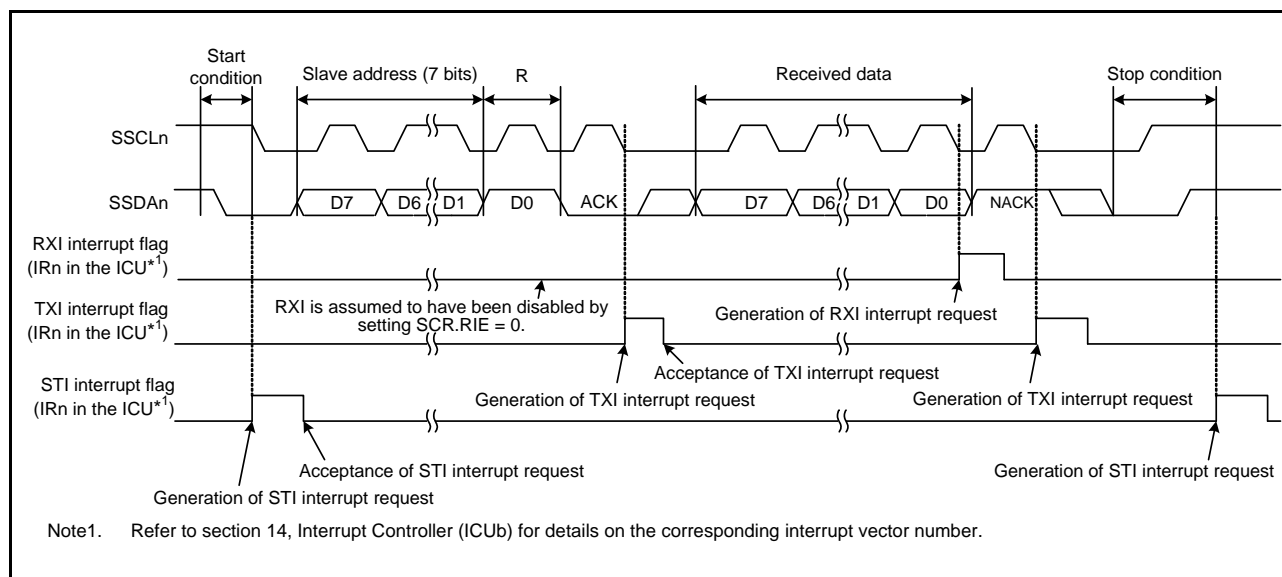 Start
condition
Slave address (7 bits)
R
Received data
Stop condition
SSCLn
SSDAn
D7
D6
D1
D0
ACK
D7
D6
D1
D0
NACK
RXI interrupt flag
(IRn in the ICU*1)
RXI is assumed to have been disabled by
setting SCR.RIE = 0.
Generation of RXI interrupt request
TXI interrupt flag
(IRn in the ICU*1)
Acceptance of TXI interrupt request
Generation of TXI interrupt request
Generation of TXI interrupt request
STI interrupt flag
(IRn in the ICU*1)
Acceptance of STI interrupt request
Generation of STI interrupt request
Generation of STI interrupt request
Note1. Refer to section 14, Interrupt Controller (ICUb) for details on the corresponding interrupt vector number.